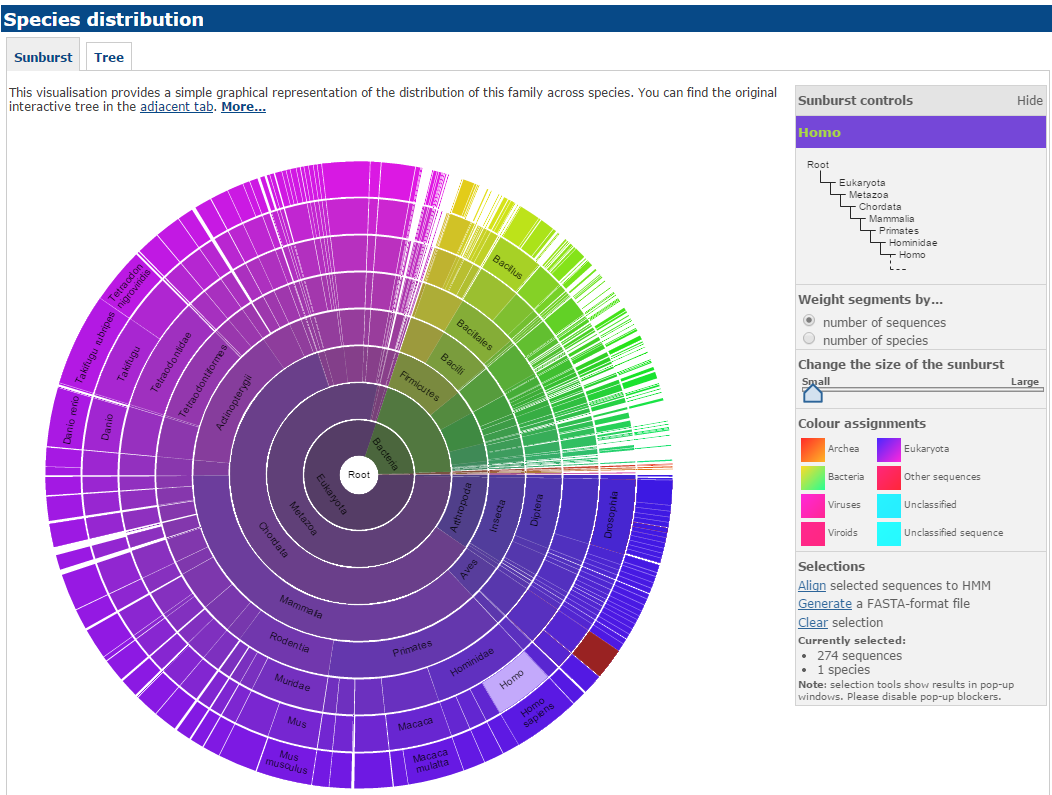 Species distribution
Sunburst
Tree
This visualisation provides a simple graphical representation of the distribution of this family across species. You can find the original
interactive tree in the adjacent tab. More...
Root
Eukaryota
Bacteria
Metazoa
Chordata
Arthropoda
Insecta
Diptera
Drosophila
Aves
Mammalia
Rodentia
Primates
Hominidae
Homo
Homo
sapiens
Muridae
Mus
Mus
musculus
Macaca
Macaca
mulatta
Actinopterygii
Tetraodontiformes
Tetraodontidae
Takifugu
Takifugu rubripes
Tetraodon
nigroviridis
Danio
Danio rerio
Firmicutes
Bacilli
Bacillales
Bacillus
Sunburst controls
Hide
Homo
Root
Eukaryota
Metazoa
Chordata
Mammalia
Primates
Hominidae
Homo
Weight segments by...
number of sequences
number of species
Change the size of the sunburst
Small
Large
Colour assignments
Archea
Eukaryota
Bacteria
Other sequences
Viruses
Unclassified
Viroids
Unclassified sequence
Selections
Align selected sequences to HMM
Generate a FASTA-format file
Clear selection
Currently selected:
• 274 sequences
• 1 species
Note: selection tools show results in pop-up
windows. Please disable pop-up blockers.